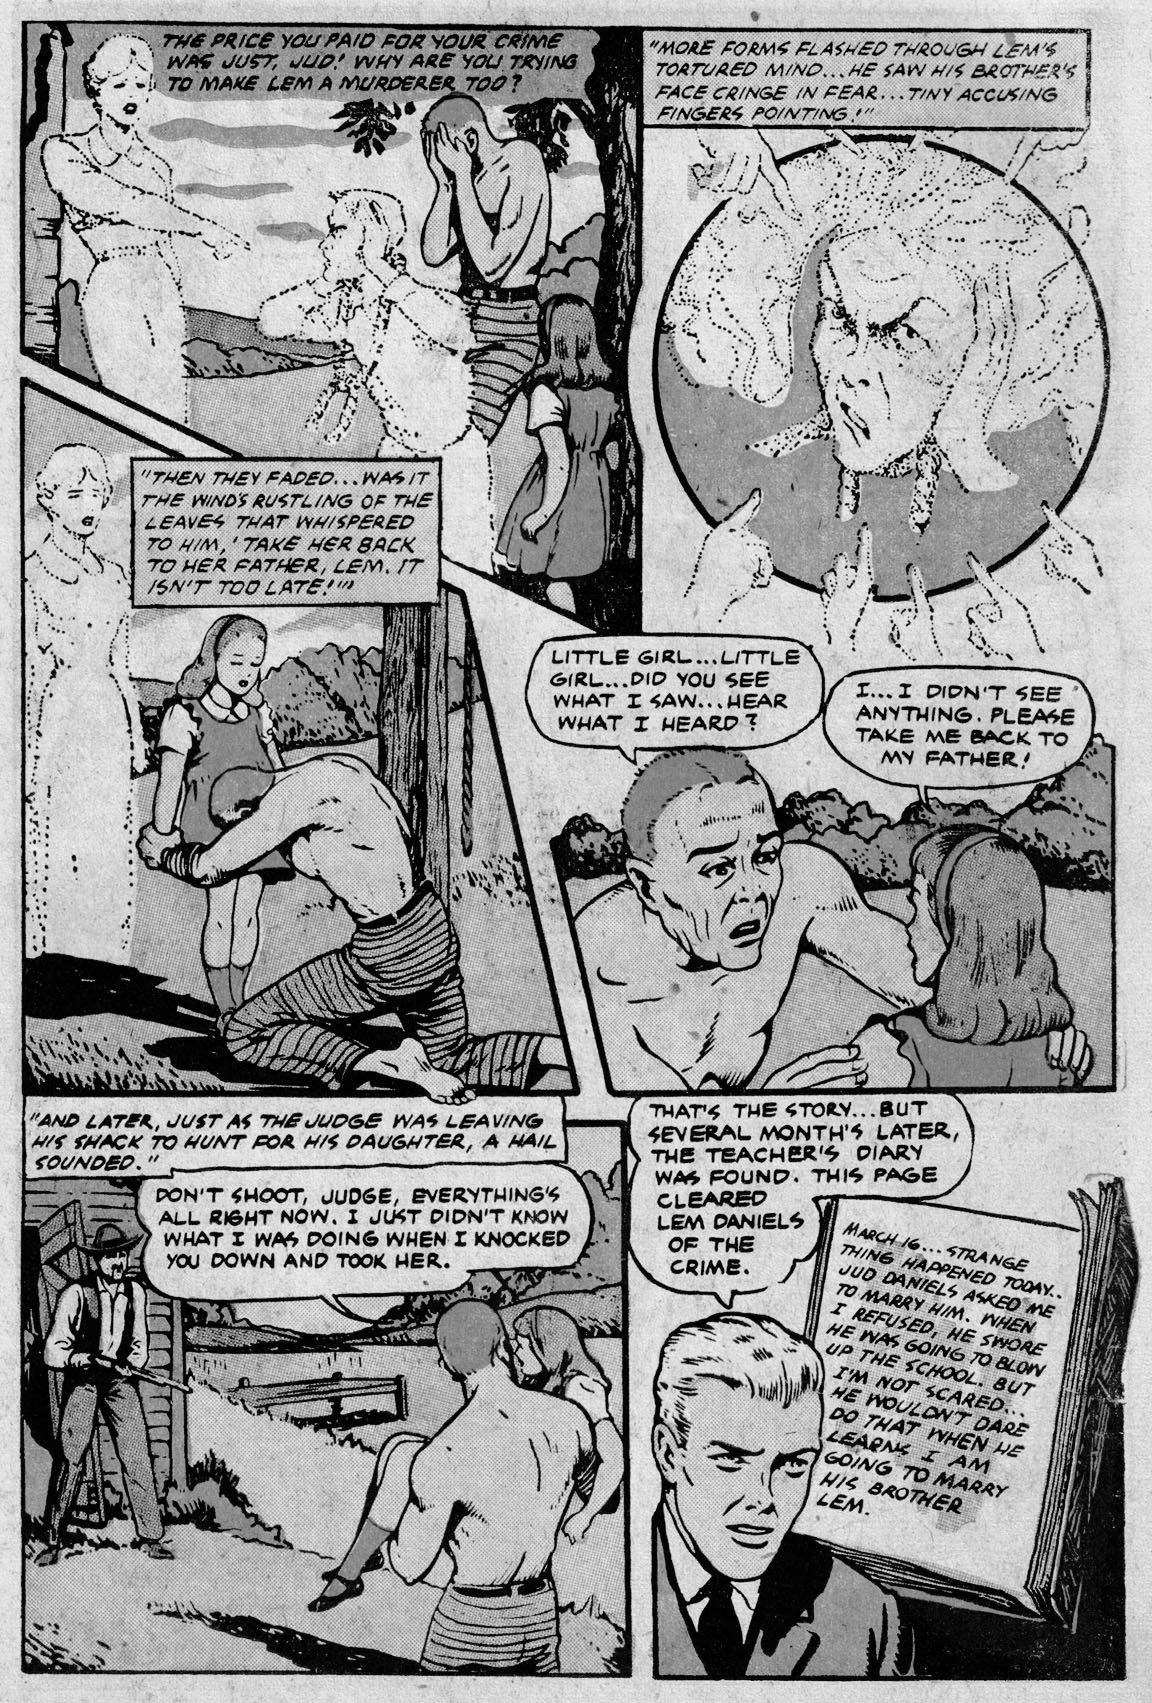 THE PRICE YOU PAID FOR YOUR CRIME
WAS JUST, JUD! WHY ARE YOU TRYING
TO MAKE LEM A MURDERER TOO?
"MORE FORMS FLASHED THROUGH LEM'S
TORTURED MIND...HE SAW HIS BROTHER'S
FACE CRINGE IN FEAR...TINY ACCUSING
FINGERS POINTING!"
"THEN THEY FADED...WAS IT
THE WIND'S RUSTLING OF THE
LEAVES THAT WHISPERED
TO HIM, 'TAKE HER BACK
TO HER FATHER, LEM. IT
ISN'T TOO LATE!'"
LITTLE GIRL...LITTLE
GIRL...DID YOU SEE
WHAT I SAW...HEAR
WHAT I HEARD?
I...I DIDN'T SEE
ANYTHING. PLEASE
TAKE ME BACK TO
MY FATHER!
"AND LATER, JUST AS THE JUDGE WAS LEAVING
HIS SHACK TO HUNT FOR HIS DAUGHTER, A HAIL
SOUNDED."
DON'T SHOOT, JUDGE, EVERYTHING'S
ALL RIGHT NOW. I JUST DIDN'T KNOW
WHAT I WAS DOING WHEN I KNOCKED
YOU DOWN AND TOOK HER.
THAT'S THE STORY...BUT
SEVERAL MONTH'S LATER,
THE TEACHER'S DIARY
WAS FOUND. THIS PAGE
CLEARED
LEM DANIELS
OF THE
CRIME.
MARCH 16... STRANGE
THING HAPPENED TODAY..
JUD DANIELS ASKED ME
TO MARRY HIM. WHEN
I REFUSED, HE SWORE
HE WAS GOING TO BLOW
UP THE SCHOOL. BUT
I'M NOT SCARED...
HE WOULDN'T DARE
DO THAT WHEN HE
LEARNS I AM
GOING TO MARRY
HIS BROTHER
LEM.